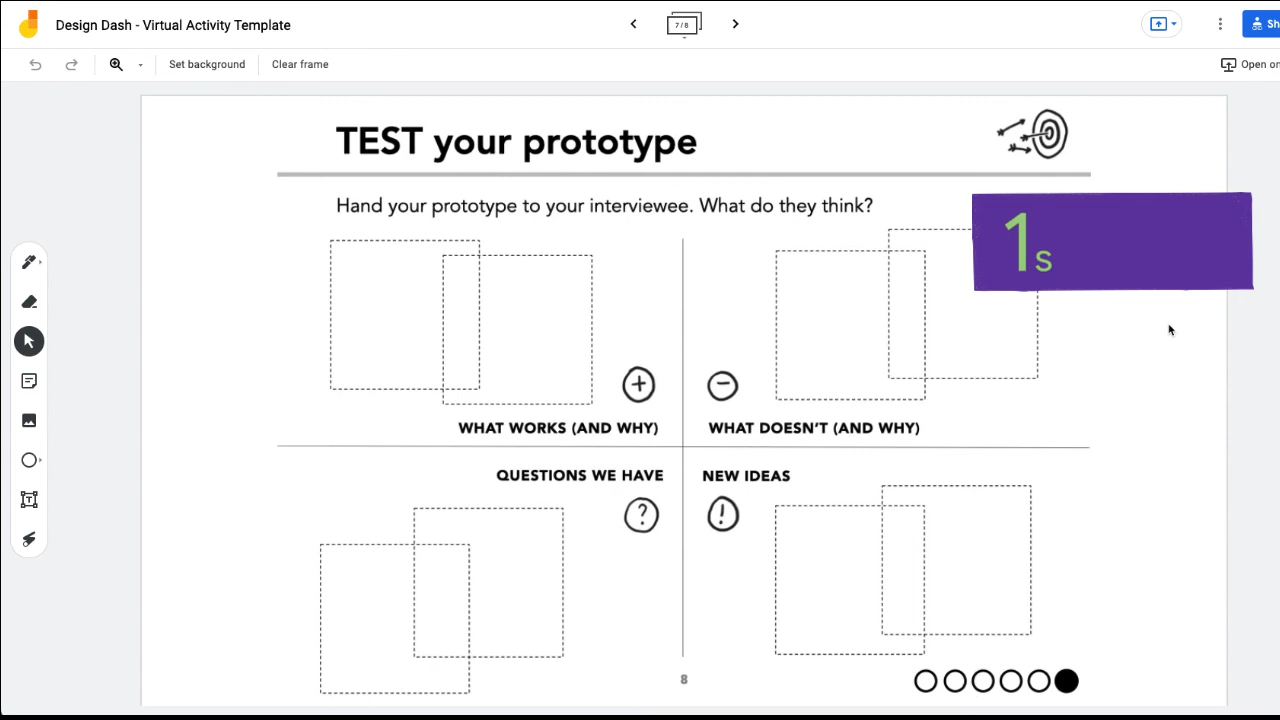 Design Dash - Virtual Activity Template
7 / 8
Sh
Set background
Clear frame
Open on
TEST your prototype
Hand your prototype to your interviewee. What do they think?
1s
+
−
WHAT WORKS (AND WHY)
WHAT DOESN'T (AND WHY)
QUESTIONS WE HAVE
NEW IDEAS
?
!
T
8